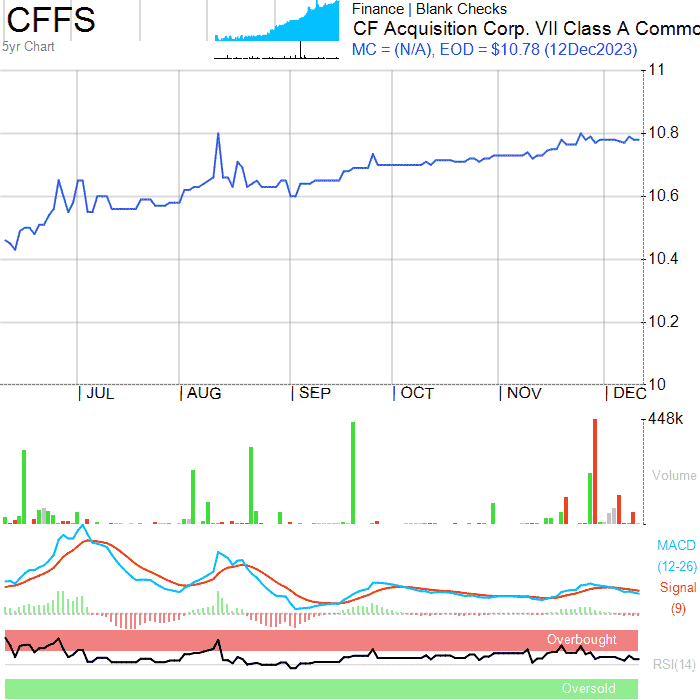 CFFS
5yr Chart
Finance | Blank Checks
CF Acquisition Corp. VII Class A Commo
MC = (N/A), EOD = $10.78 (12Dec2023)
11
10.8
10.6
10.4
10.2
10
JUL AUG SEP OCT NOV DEC
448k
Volume
MACD
(12-26)
Signal
(9)
Overbought
RSI(14)
Oversold